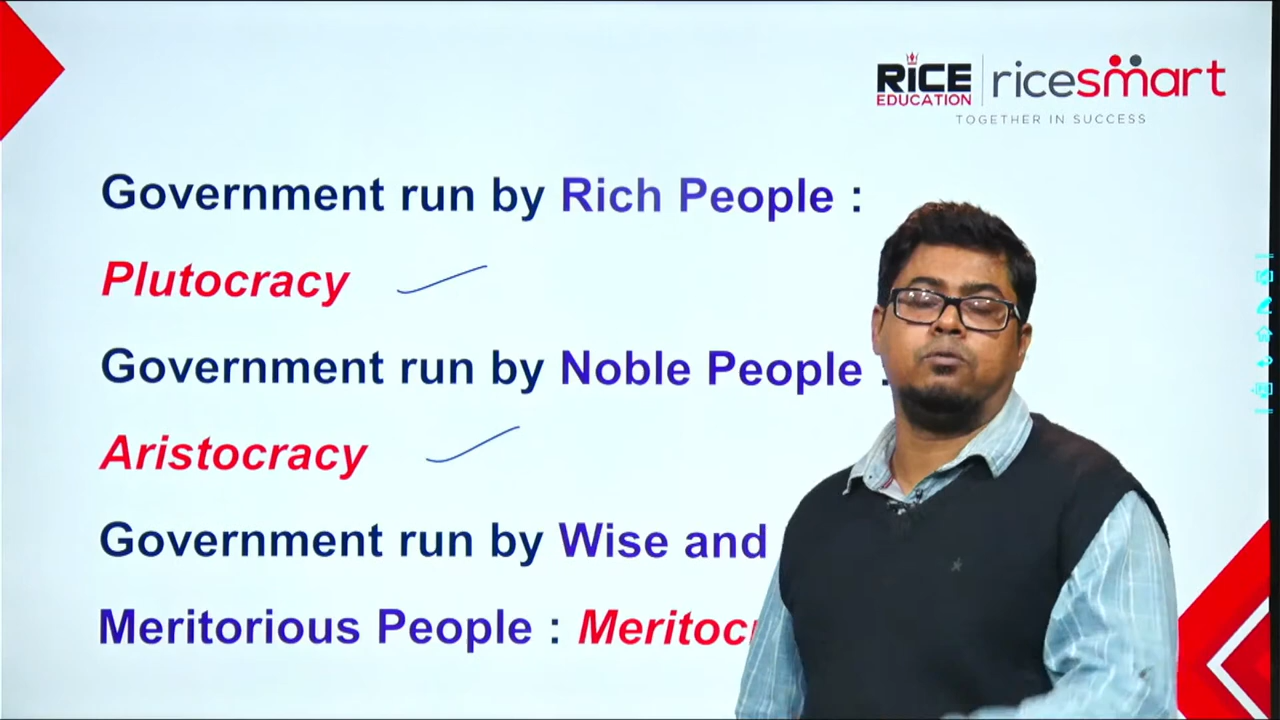 RICE
EDUCATION
ricesmart
TOGETHER IN SUCCESS
Government run by Rich People :
Plutocracy
Government run by Noble People :
Aristocracy
Government run by Wise and
Meritorious People :